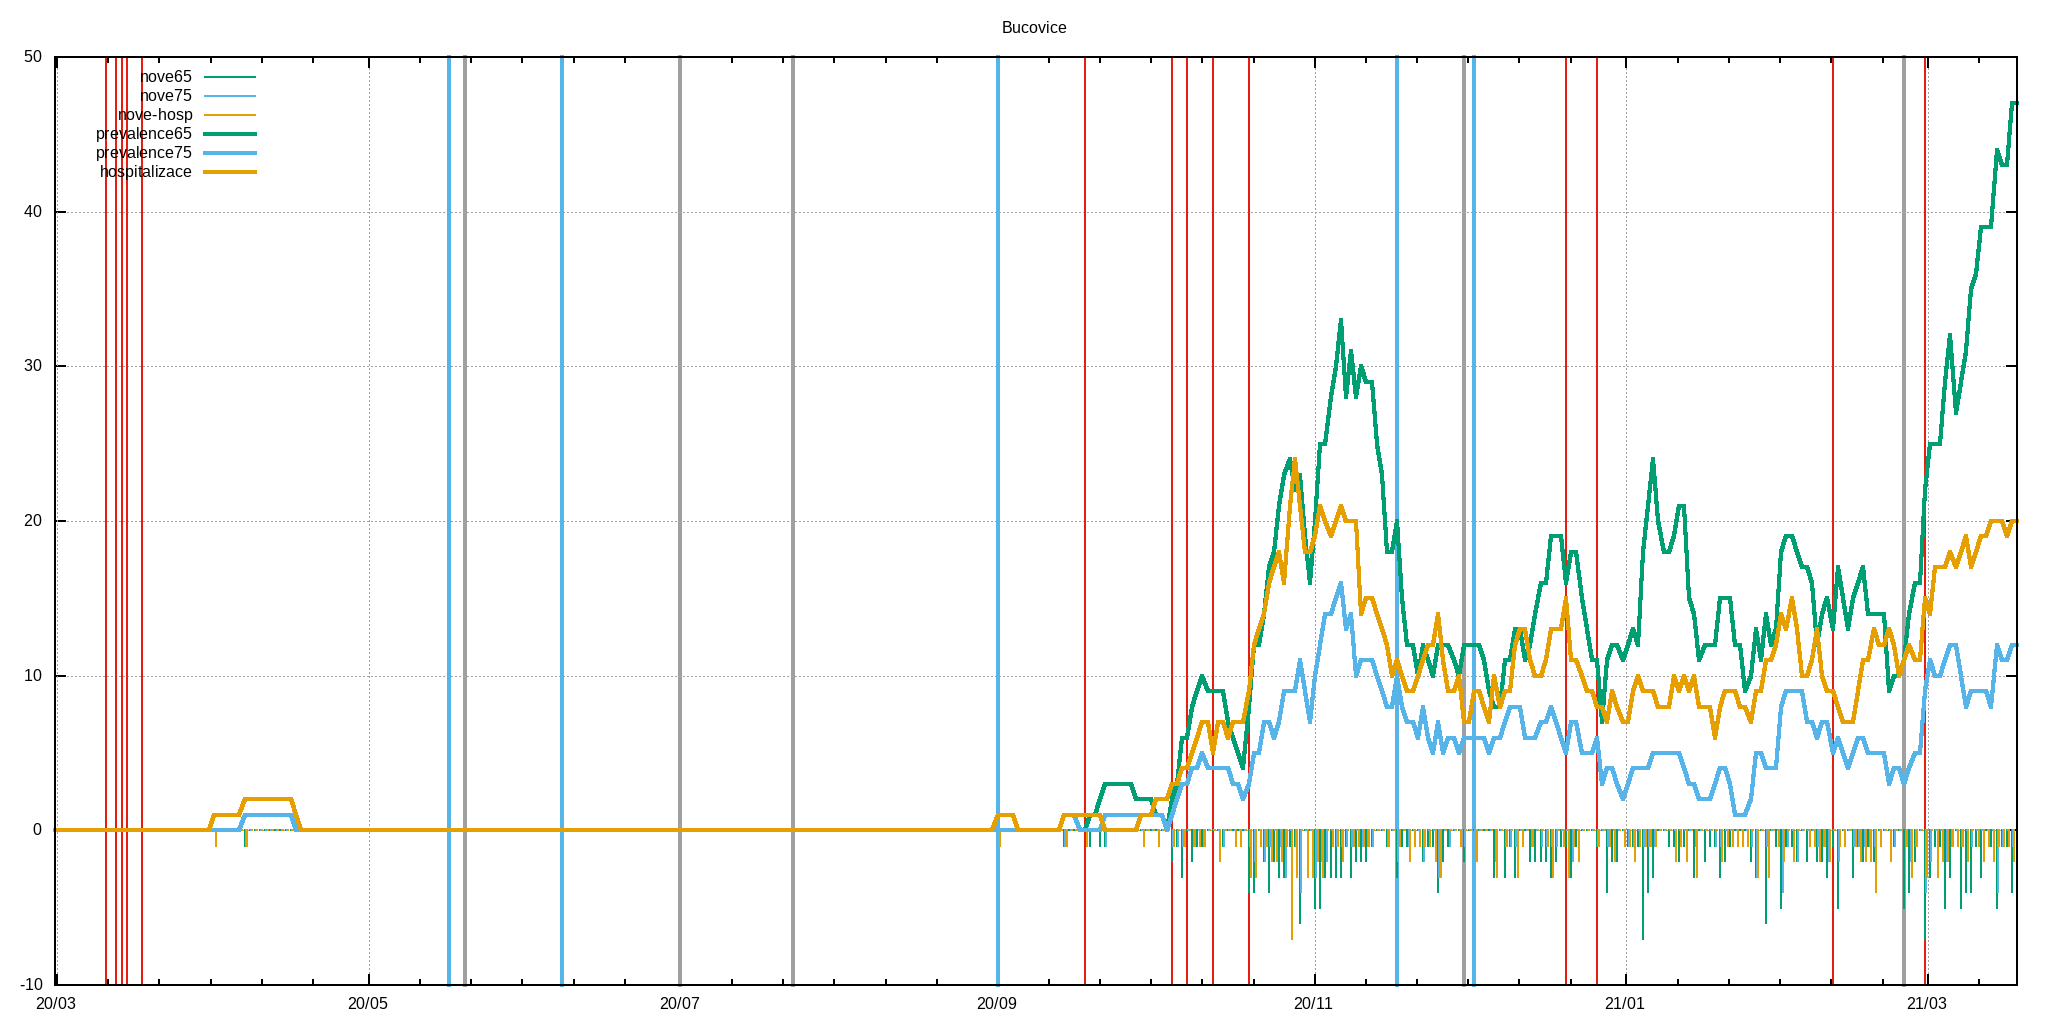 Bucovice
50
nove65
nove75
nove-hosp
prevalence65
prevalence75
hospitalizace
40
30
20
10
0
-10
20/03 20/05 20/07 20/09 20/11 21/01 21/03